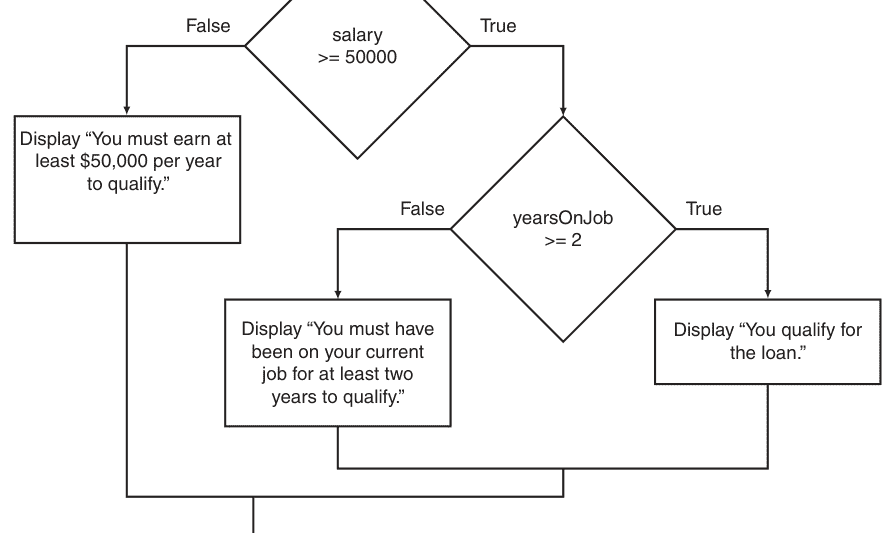 False
salary
>= 50000
True
Display “You must earn at
least $50,000 per year
to qualify.”
False
yearsOnJob
>= 2
True
Display “You must have
been on your current
job for at least two
years to qualify.”
Display “You qualify for
the loan.”